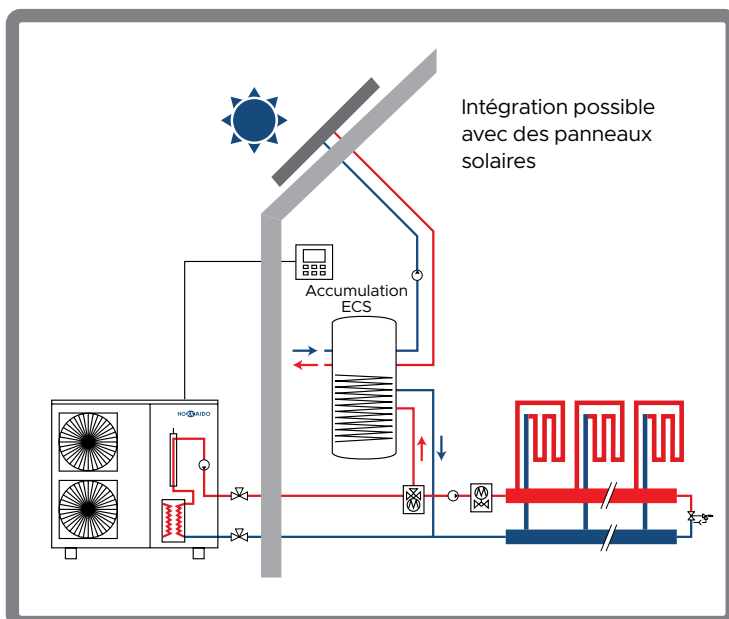 Intégration possible
avec des panneaux
solaires
Accumulation
ECS
HOKKAIDO